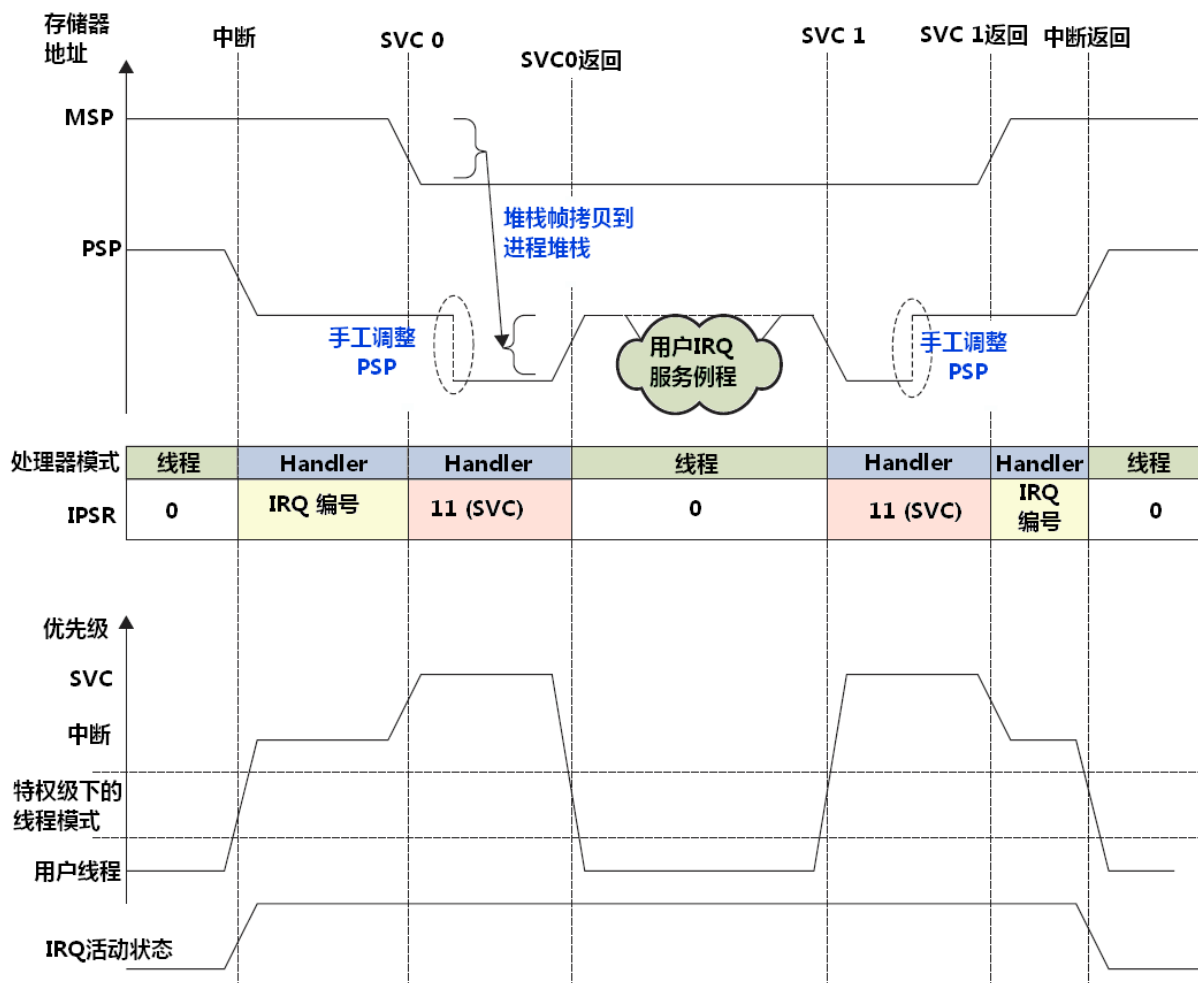 存储器
地址
中断
SVC 0
SVC0返回
SVC 1
SVC 1返回
中断返回
MSP
堆栈帧拷贝到
进程堆栈
PSP
手工调整
PSP
用户IRQ
服务例程
手工调整
PSP
处理器模式
线程
Handler
Handler
线程
Handler
Handler
线程
IPSR
0
IRQ 编号
11 (SVC)
0
11 (SVC)
IRQ
编号
0
优先级
SVC
中断
特权级下的
线程模式
用户线程
IRQ活动状态